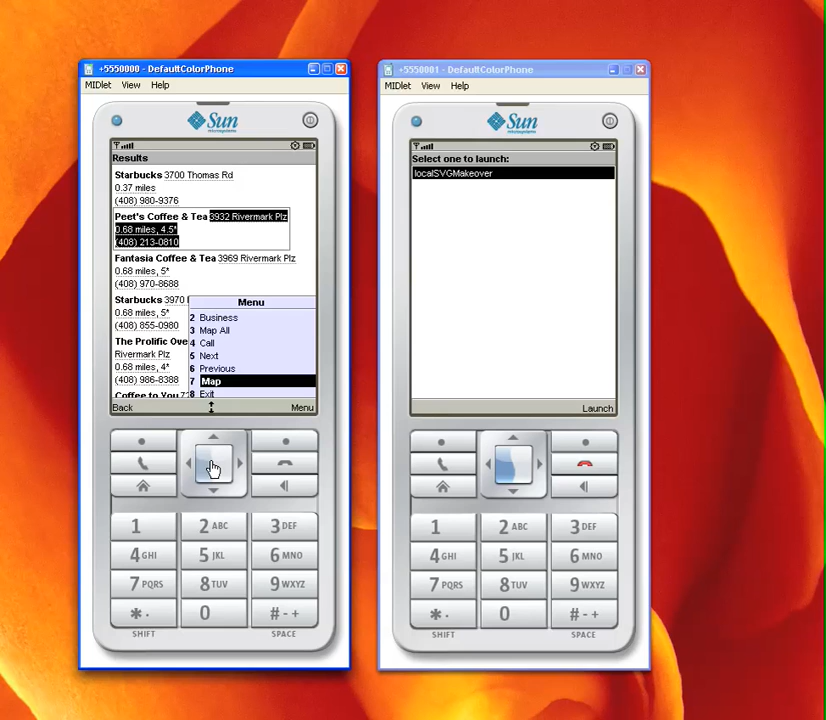 +5550000 - DefaultColorPhone
MIDlet View Help
Sun
microsystems
Results
Starbucks 3700 Thomas Rd
0.37 miles
(408) 980-9376
Peet's Coffee & Tea 3932 Rivermark Plz
0.68 miles, 4.5*
(408) 213-0810
Fantasia Coffee & Tea 3969 Rivermark Plz
0.68 miles, 5*
(408) 970-8688
Starbucks 3970
0.68 miles, 5*
(408) 855-0980
The Prolific Ove
Rivermark Plz
0.68 miles, 4*
(408) 986-8388
Coffee to You
Menu
2 Business
3 Map All
4 Call
5 Next
6 Previous
7 Map
8 Exit
Back Menu
1 2 ABC 3 DEF
4 GHI 5 JKL 6 MNO
7 PQRS 8 TUV 9 WXYZ
* . 0 # - +
SHIFT SPACE
+5550001 - DefaultColorPhone
MIDlet View Help
Sun
microsystems
Select one to launch:
localSVGMakeover
Launch
1 2 ABC 3 DEF
4 GHI 5 JKL 6 MNO
7 PQRS 8 TUV 9 WXYZ
* . 0 # - +
SHIFT SPACE